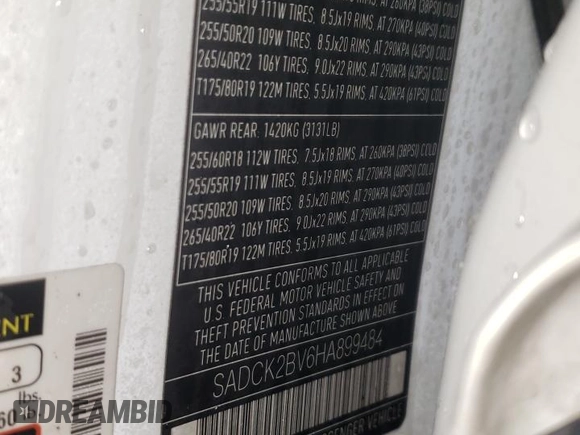 255/55R19 111W TIRES, 8.5Jx19 RIMS, AT 270KPA (40PSI) COLD
255/50R20 109W TIRES, 8.5Jx20 RIMS, AT 290KPA (43PSI) COLD
265/40R22 106Y TIRES, 9.0Jx22 RIMS, AT 290KPA (43PSI) COLD
T175/80R19 122M TIRES, 5.5Jx19 RIMS, AT 420KPA (61PSI) COLD
GAWR REAR: 1420KG (3131LB)
255/60R18 112W TIRES, 7.5Jx18 RIMS, AT 260KPA (38PSI) COLD
255/55R19 111W TIRES, 8.5Jx19 RIMS, AT 270KPA (40PSI) COLD
255/50R20 109W TIRES, 8.5Jx20 RIMS, AT 290KPA (43PSI) COLD
265/40R22 106Y TIRES, 9.0Jx22 RIMS, AT 290KPA (43PSI) COLD
T175/80R19 122M TIRES, 5.5Jx19 RIMS, AT 420KPA (61PSI) COLD
THIS VEHICLE CONFORMS TO ALL APPLICABLE
U.S. FEDERAL MOTOR VEHICLE SAFETY AND
THEFT PREVENTION STANDARDS IN EFFECT ON
THE DATE OF MANUFACTURE SHOWN ABOVE.
SADCK2BV6HA899484
3
lbs.
DREAMBID